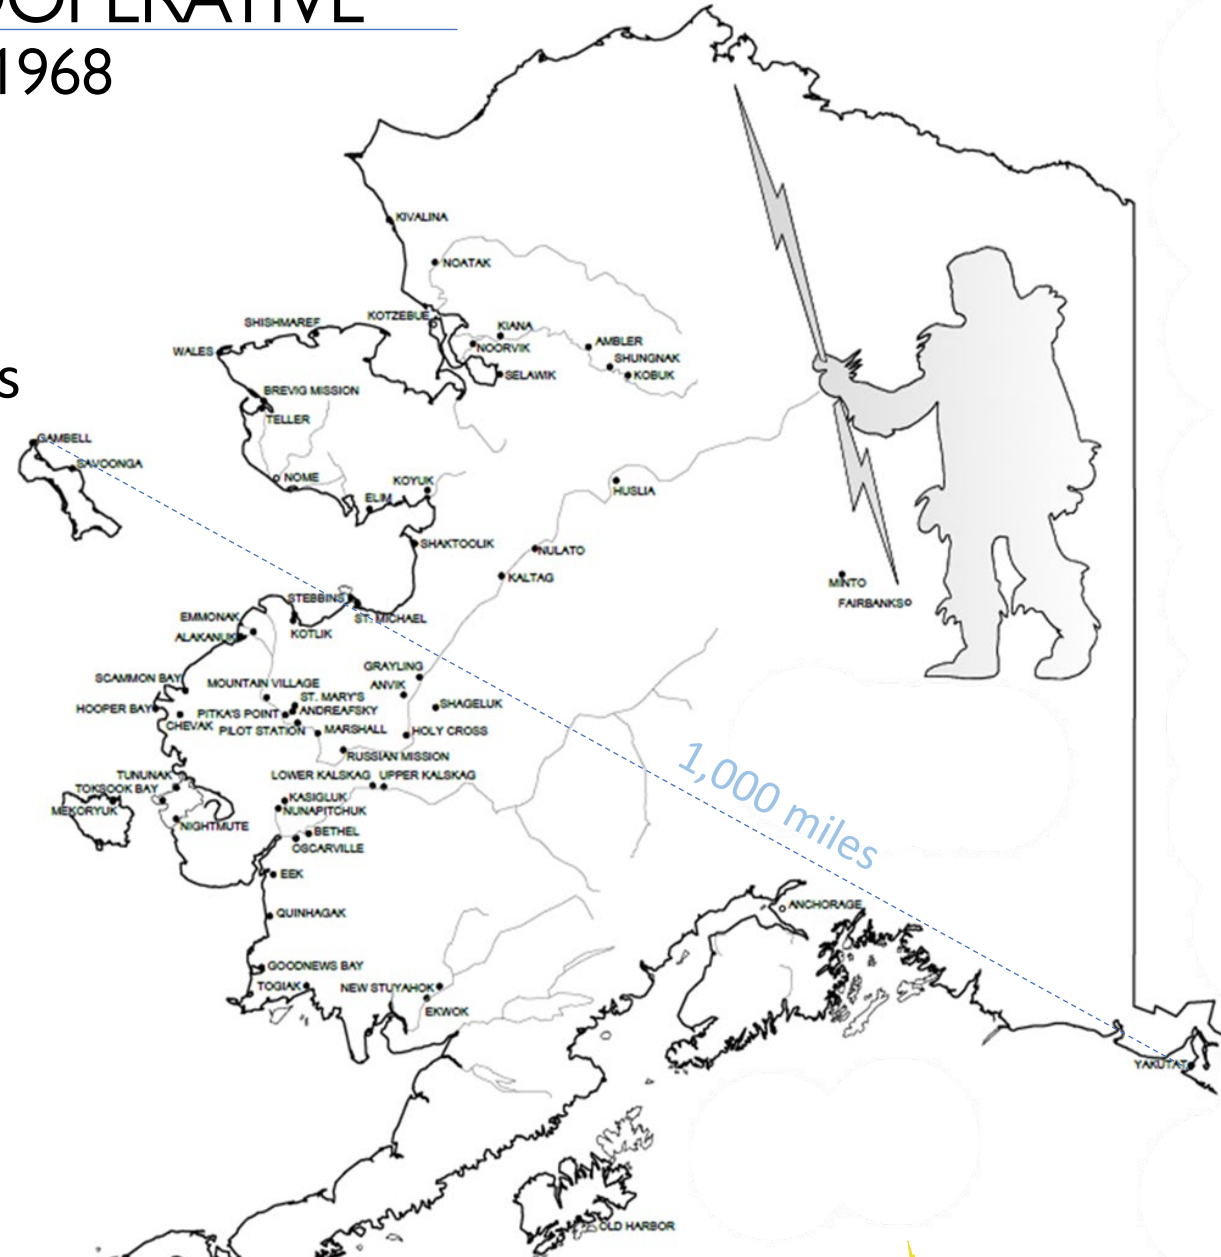 OOPERATIVE
1968
s
KIVALINA
NOATAK
KOTZEBUE
SHISHMAREF
KIANA
WALES
NOORVIK
AMBLER
SHUNGNAK
SELAWIK
KOBUK
BREVIG MISSION
TELLER
GAMBELL
SAVOONGA
NOME
KOYUK
HUSLIA
ELIM
SHAKTOOLIK
NULATO
KALTAG
MINTO
FAIRBANKS
STEBBINS
ST. MICHAEL
EMMONAK
KOTLIK
ALAKANUK
GRAYLING
SCAMMON BAY
MOUNTAIN VILLAGE
ANVIK
ST. MARY'S
SHAGELUK
HOOPER BAY
PITKA'S POINT
ANDREAFSKY
CHEVAK
PILOT STATION
MARSHALL
HOLY CROSS
RUSSIAN MISSION
1,000 miles
TUNUNAK
LOWER KALSKAG
UPPER KALSKAG
TOKSOOK BAY
KASIGLUK
MEKORYUK
NUNAPITCHUK
NIGHTMUTE
BETHEL
OSCARVILLE
EEK
ANCHORAGE
QUINHAGAK
GOODNEWS BAY
TOGIAK
NEW STUYAHOK
EKWOK
YAKUTAT
OLD HARBOR